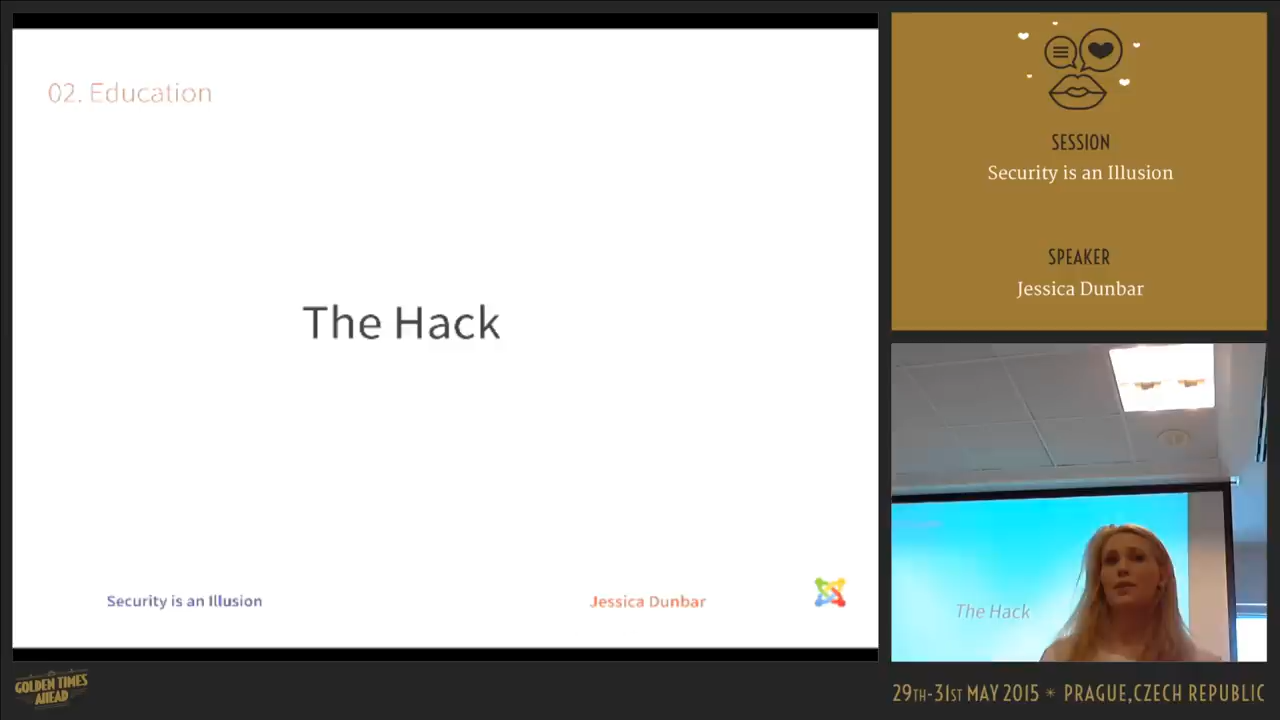 02. Education
The Hack
Security is an Illusion
Jessica Dunbar
SESSION
Security is an Illusion
SPEAKER
Jessica Dunbar
The Hack
GOLDEN TIMES
AHEAD
29TH-31ST MAY 2015 * PRAGUE, CZECH REPUBLIC